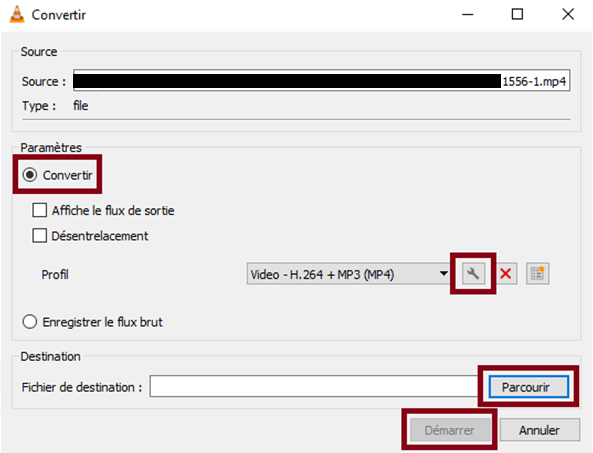 Convertir
Source
Source : 1556-1.mp4
Type : file
Paramètres
Convertir
Affiche le flux de sortie
Désentrelacement
Profil Video - H.264 + MP3 (MP4)
Enregistrer le flux brut
Destination
Fichier de destination : Parcourir
Démarrer Annuler